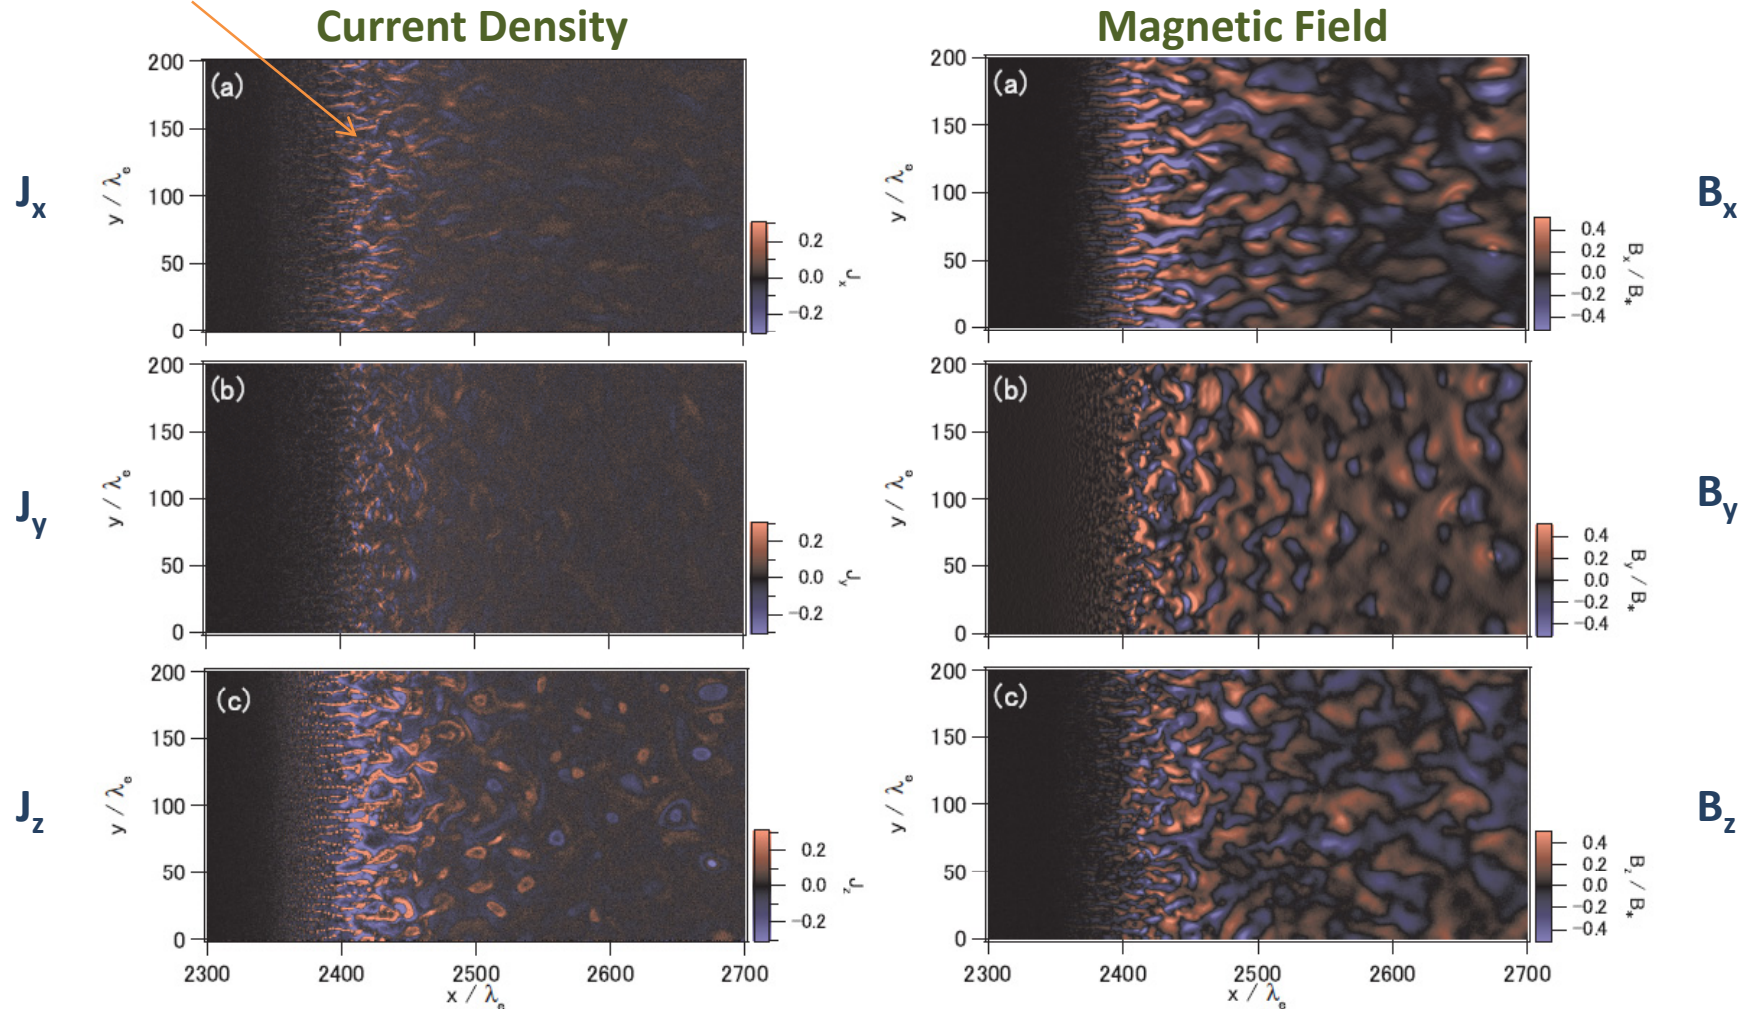 Current Density
Magnetic Field
(a)
200
150
100
50
0
y / λe
Jx
0.2
0.0
−0.2
Jx
(a)
200
150
100
50
0
y / λe
Bx
0.4
0.2
0.0
−0.2
−0.4
Bx / B*
(b)
200
150
100
50
0
y / λe
Jy
0.2
0.0
−0.2
Jy
(b)
200
150
100
50
0
y / λe
By
0.4
0.2
0.0
−0.2
−0.4
By / B*
(c)
200
150
100
50
0
y / λe
Jz
0.2
0.0
−0.2
Jz
2300 2400 2500 2600 2700
x / λe
(c)
200
150
100
50
0
y / λe
Bz
0.4
0.2
0.0
−0.2
−0.4
Bz / B*
2300 2400 2500 2600 2700
x / λe